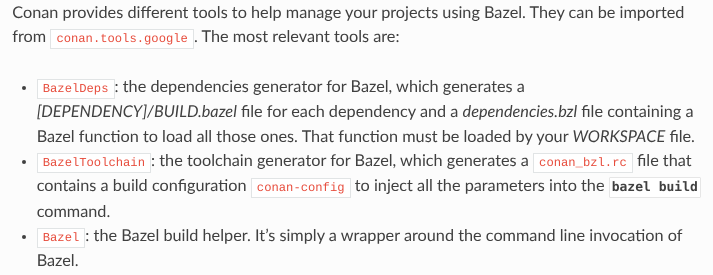 Conan provides different tools to help manage your projects using Bazel. They can be imported
from conan.tools.google. The most relevant tools are:
• BazelDeps: the dependencies generator for Bazel, which generates a
[DEPENDENCY]/BUILD.bazel file for each dependency and a dependencies.bzl file containing a
Bazel function to load all those ones. That function must be loaded by your WORKSPACE file.
• BazelToolchain: the toolchain generator for Bazel, which generates a conan_bzl.rc file that
contains a build configuration conan-config to inject all the parameters into the bazel build
command.
• Bazel: the Bazel build helper. It’s simply a wrapper around the command line invocation of
Bazel.